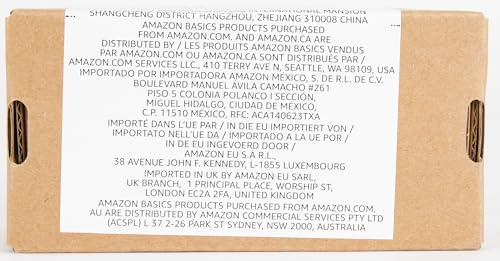 INTERNATIONAL MANSION
SHANGCHENG DISTRICT HANGZHOU, ZHEJIANG 310008 CHINA
AMAZON BASICS PRODUCTS PURCHASED
FROM AMAZON.COM. AND AMAZON.CA ARE
DISTRIBUTED BY / LES PRODUITS AMAZON BASICS VENDUS
PAR AMAZON.COM OU AMAZON.CA SONT DISTRIBUÉS PAR /
AMAZON.COM SERVICES LLC., 410 TERRY AVE N, SEATTLE, WA 98109, USA
IMPORTADO POR IMPORTADORA AMAZON MÉXICO, S. DE R.L. DE C.V.
BOULEVARD MANUEL ÁVILA CAMACHO #261
PISO 5 COLONIA POLANCO I SECCIÓN,
MIGUEL HIDALGO, CIUDAD DE MÉXICO,
C.P. 11510 MÉXICO, RFC: ACA140623TXA
IMPORTÉ DANS L'UE PAR / IN DIE EU IMPORTIERT VON /
IMPORTATO NELL'UE DA / IMPORTADO A LA UE POR /
IN DE EU INGEVOERD DOOR /
AMAZON EU S.À R.L.,
38 AVENUE JOHN F. KENNEDY, L-1855 LUXEMBOURG
IMPORTED IN UK BY AMAZON EU SARL,
UK BRANCH, 1 PRINCIPAL PLACE, WORSHIP ST,
LONDON EC2A 2FA, UNITED KINGDOM
AMAZON BASICS PRODUCTS PURCHASED FROM AMAZON.COM.
AU ARE DISTRIBUTED BY AMAZON COMMERCIAL SERVICES PTY LTD
(ACSPL) L 37 2-26 PARK ST SYDNEY, NSW 2000, AUSTRALIA